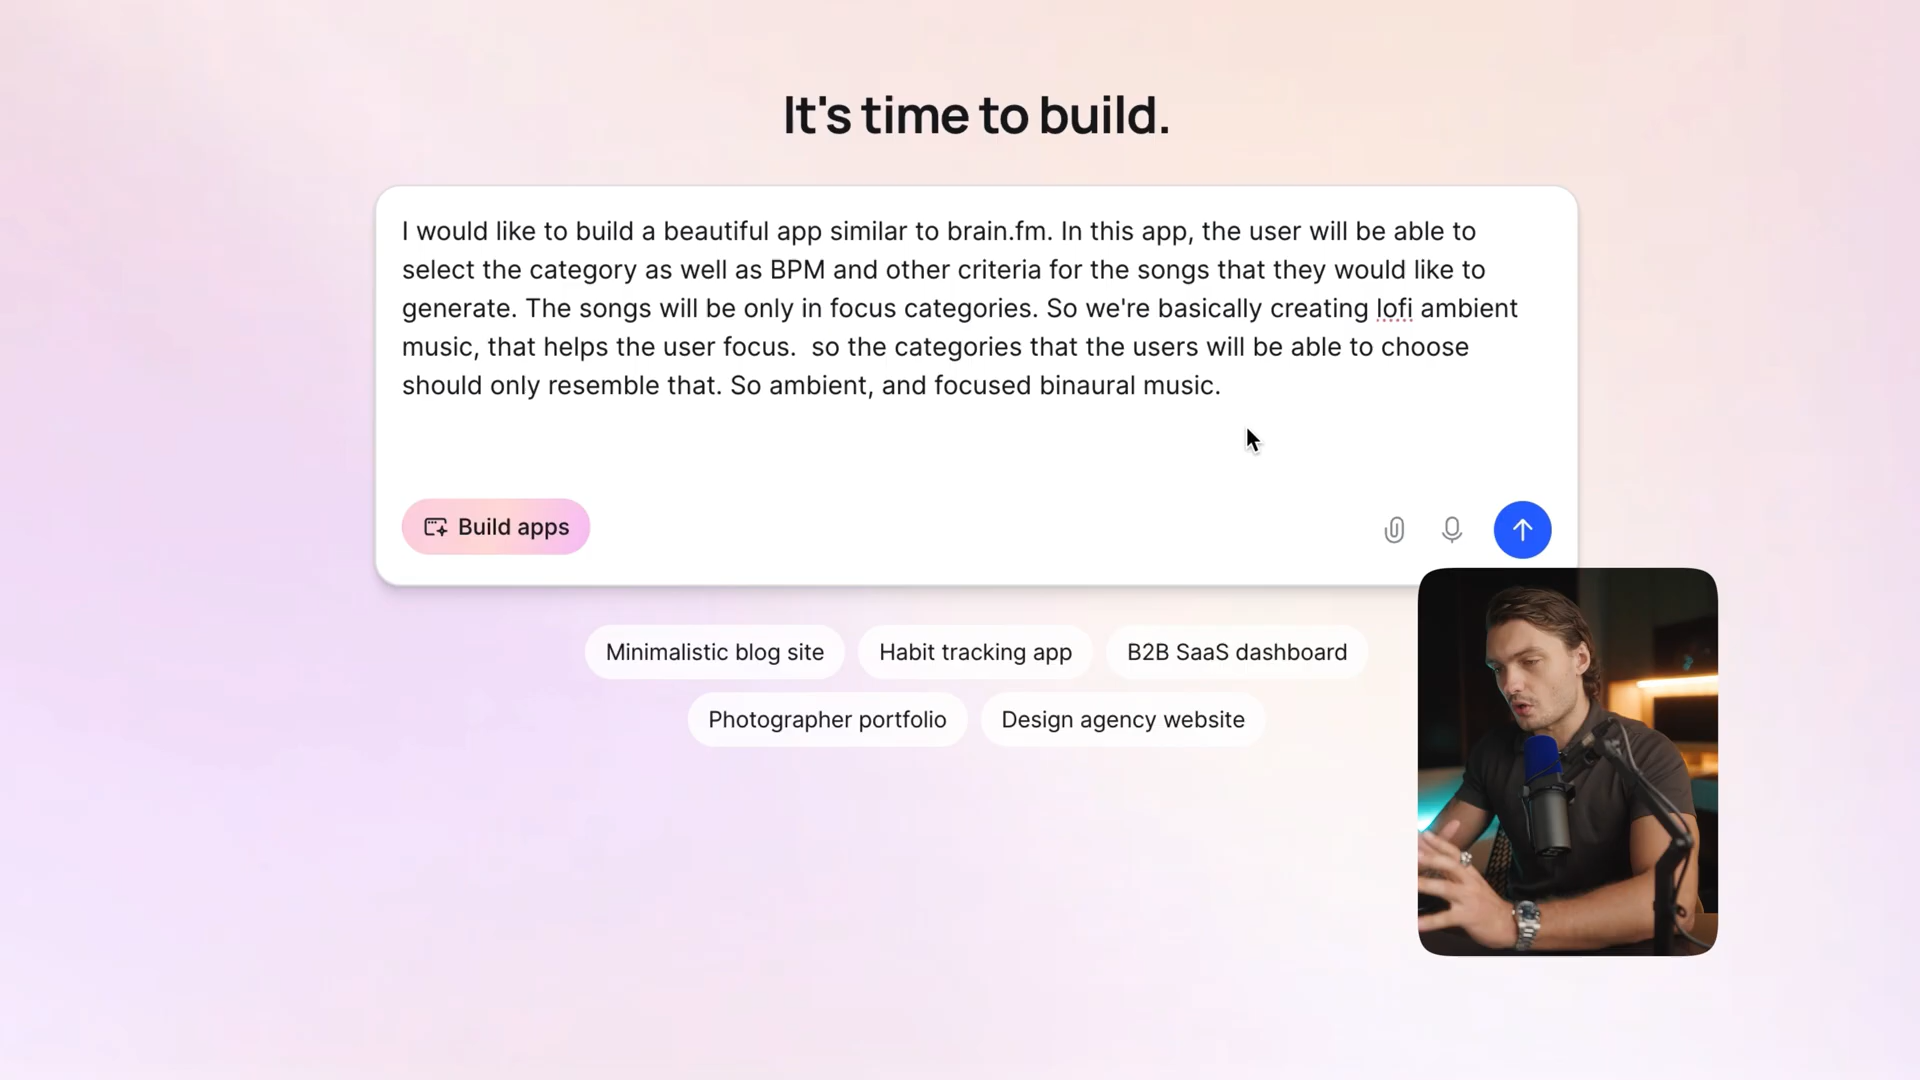 It's time to build.
I would like to build a beautiful app similar to brain.fm. In this app, the user will be able to
select the category as well as BPM and other criteria for the songs that they would like to
generate. The songs will be only in focus categories. So we're basically creating lofi ambient
music, that helps the user focus.  so the categories that the users will be able to choose
should only resemble that. So ambient, and focused binaural music.
Build apps
Minimalistic blog site
Habit tracking app
B2B SaaS dashboard
Photographer portfolio
Design agency website